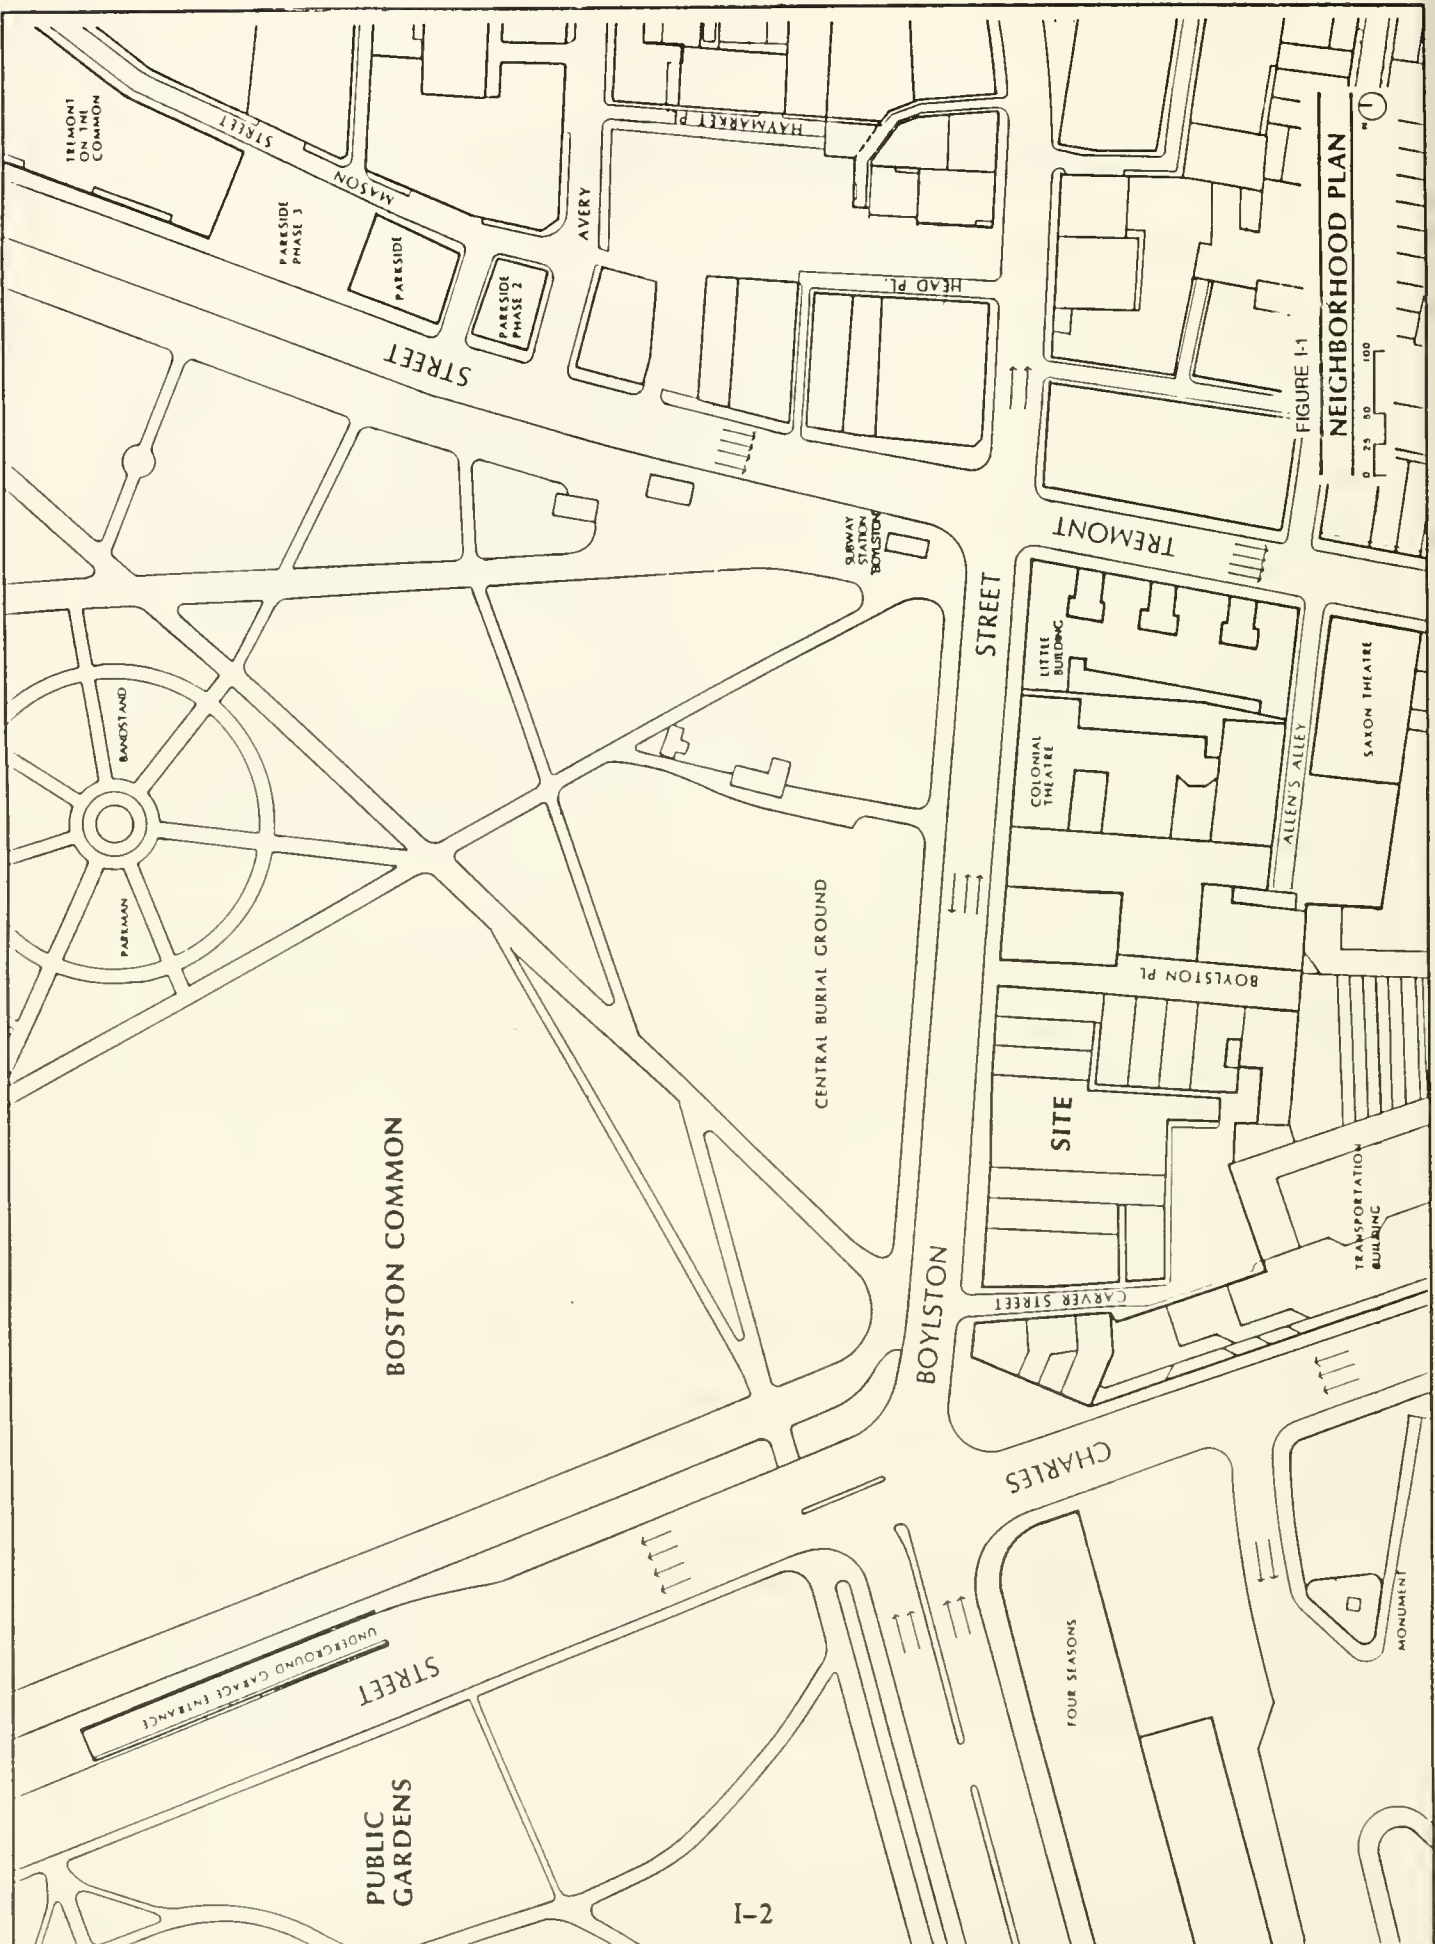 TREMONT
ON TNE
COMMON
STREET
MASON
PARKSIDE
PHASE 3
PARKSIDE
PARKSIDE
PHASE 2
AVERY
HAYMARKET PL.
HEAD PL.
STREET
SUBWAY
STATION
BOYLSTON
TREMONT
STREET
LITTLE
BUILDING
COLONIAL
THEATRE
ALLEN'S ALLEY
SAXON THEATRE
BANDSTAND
PARKMAN
CENTRAL BURIAL GROUND
BOYLSTON PL
SITE
BOSTON COMMON
BOYLSTON
CARVER STREET
TRANSPORTATION
BUILDING
CHARLES
UNDERGROUND GARAGE ENTRANCE
STREET
PUBLIC
GARDENS
FOUR SEASONS
MONUMENT
FIGURE I-1
NEIGHBORHOOD PLAN
0 25 50 100
N
I-2